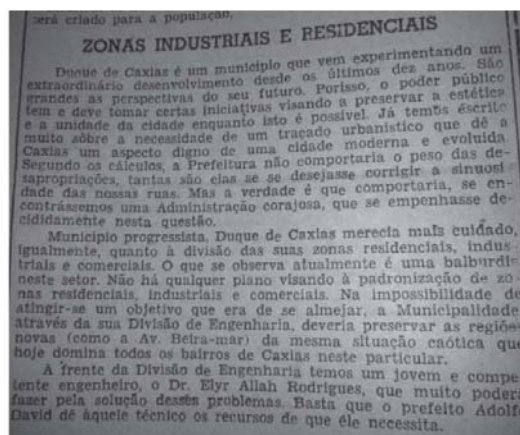 será criado para a população,
ZONAS INDUSTRIAIS E RESIDENCIAIS
Duque de Caxias é um município que vem experimentando um
extraordinário desenvolvimento desde os últimos dez anos. São
grandes as perspectivas do seu futuro. Porisso, o poder público
tem e deve tomar certas iniciativas visando a preservar a estética
e a unidade da cidade enquanto isto é possível. Já temos escrito
muito sôbre a necessidade de um traçado urbanístico que dê a
Caxias um aspecto digno de uma cidade moderna e evoluida.
Segundo os cálculos, a Prefeitura não comportaria o peso das de-
sapropriações, tantas são elas se se desejasse corrigir a sinuosi
dade das nossas ruas. Mas a verdade é que comportaria, se en-
contrássemos uma Administração corajosa, que se empenhasse de-
cididamente nesta questão.
Municipio progressista, Duque de Caxias merecia mais cuidado,
igualmente, quanto à divisão das suas zonas residenciais, indus-
triais e comerciais. O que se observa atualmente é uma balburdi
neste setor. Não há qualquer plano visando à padronização de zo-
nas residenciais, industriais e comerciais. Na impossibilidade de
atingir-se um objetivo que era de se almejar, a Municipalidade
através da sua Divisão de Engenharia, deveria preservar as regiões
novas (como a Av. Beira-mar) da mesma situação caótica que
hoje domina todos os bairros de Caxias neste particular.
À frente da Divisão de Engenharia temos um jovem e compe
tente engenheiro, o Dr. Elyr Allah Rodrigues, que muito poderá
fazer pela solução dessês problemas. Basta que o prefeito Adolf
David dê àquele técnico os recursos de que êle necessita.